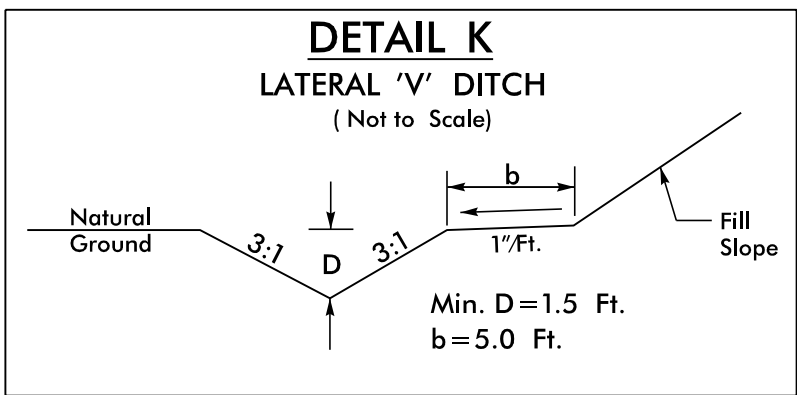 DETAIL K
LATERAL 'V' DITCH
( Not to Scale)
b
Natural
Ground
3:1
D
3:1
1"/Ft.
Fill
Slope
Min. D=1.5 Ft.
b=5.0 Ft.